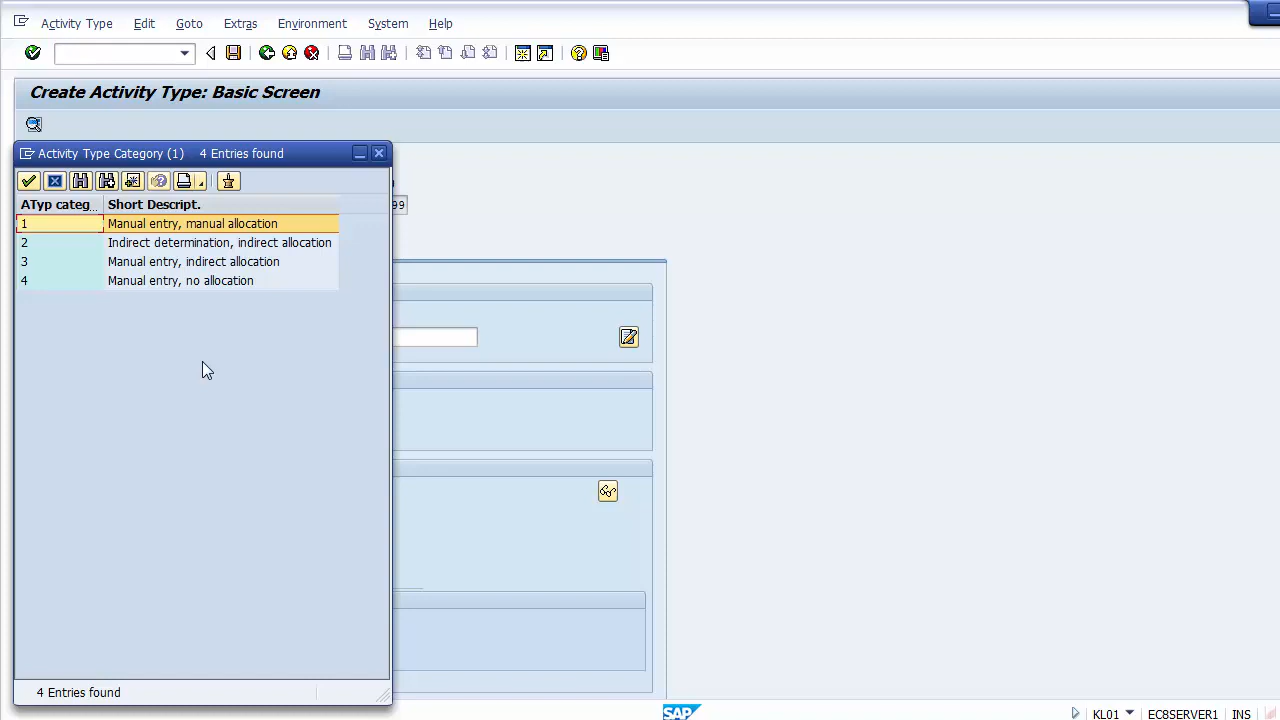 Activity Type Edit Goto Extras Environment System Help
Create Activity Type: Basic Screen
Activity Type Category (1) 4 Entries found
ATyp categ... Short Descript.
1 Manual entry, manual allocation
2 Indirect determination, indirect allocation
3 Manual entry, indirect allocation
4 Manual entry, no allocation
99
4 Entries found
SAP
KL01 EC8SERVER1 INS